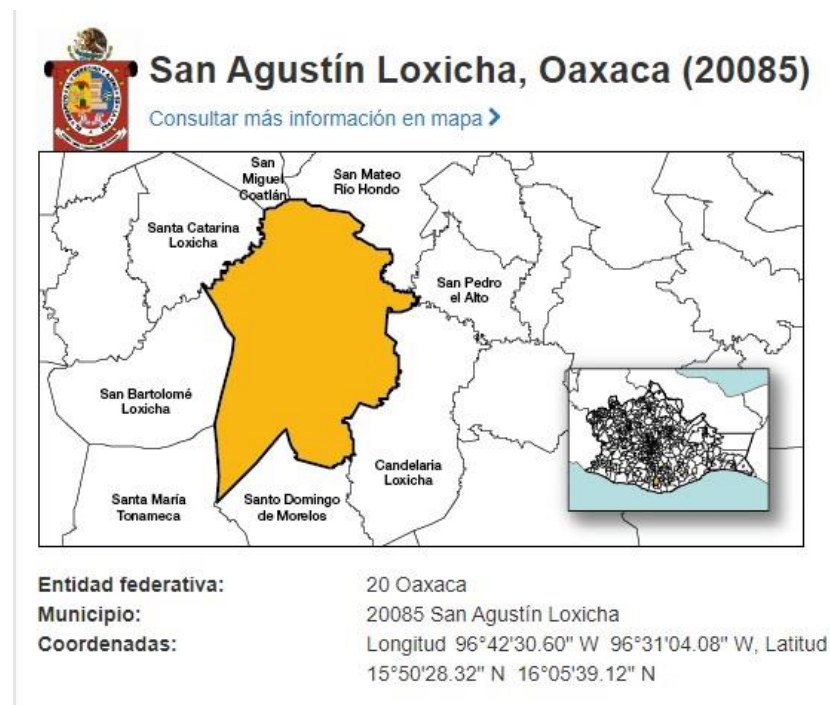 San Agustín Loxicha, Oaxaca (20085)
Consultar más información en mapa
San
Miguel
Coatlán
San Mateo
Río Hondo
Santa Catarina
Loxicha
San Pedro
el Alto
San Bartolomé
Loxicha
Candelaria
Loxicha
Santa María
Tonameca
Santo Domingo
de Morelos
Entidad federativa: 20 Oaxaca
Municipio: 20085 San Agustín Loxicha
Coordenadas: Longitud 96°42'30.60" W 96°31'04.08" W, Latitud
15°50'28.32" N 16°05'39.12" N